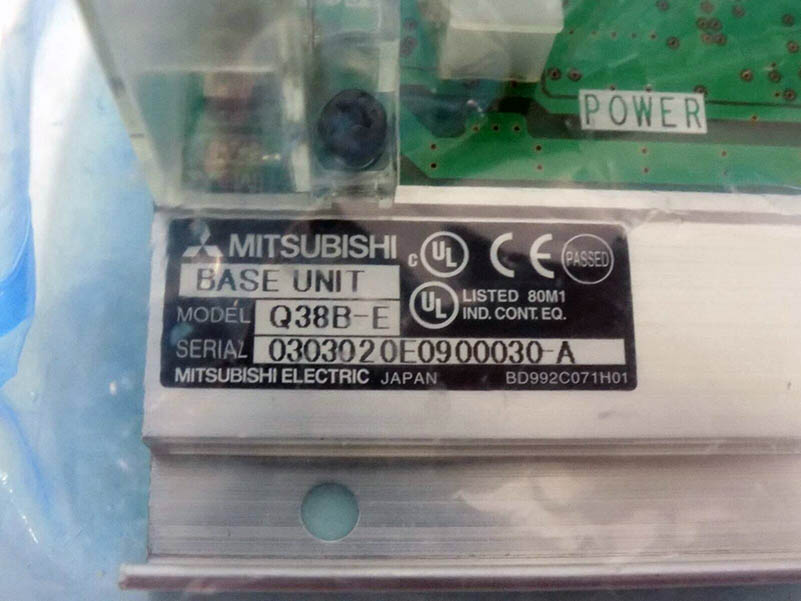 POWER
MITSUBISHI
BASE UNIT
MODEL Q38B-E
SERIAL 0303020E0900030-A
MITSUBISHI ELECTRIC JAPAN BD992C071H01
c UL CE PASSED
UL LISTED 80M1
IND. CONT. EQ.